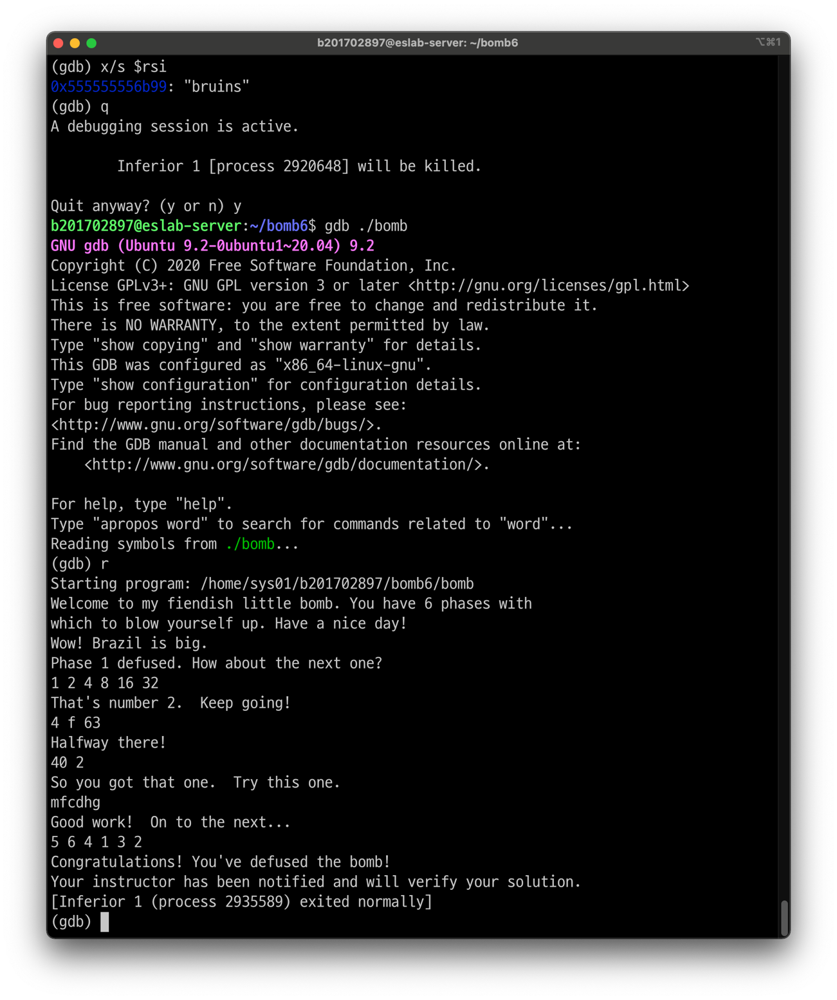 b201702897@eslab-server: ~/bomb6
⌥⌘1
(gdb) x/s $rsi
0x555555556b99: "bruins"
(gdb) q
A debugging session is active.
Inferior 1 [process 2920648] will be killed.
Quit anyway? (y or n) y
b201702897@eslab-server:~/bomb6$ gdb ./bomb
GNU gdb (Ubuntu 9.2-0ubuntu1~20.04) 9.2
Copyright (C) 2020 Free Software Foundation, Inc.
License GPLv3+: GNU GPL version 3 or later <http://gnu.org/licenses/gpl.html>
This is free software: you are free to change and redistribute it.
There is NO WARRANTY, to the extent permitted by law.
Type "show copying" and "show warranty" for details.
This GDB was configured as "x86_64-linux-gnu".
Type "show configuration" for configuration details.
For bug reporting instructions, please see:
<http://www.gnu.org/software/gdb/bugs/>.
Find the GDB manual and other documentation resources online at:
<http://www.gnu.org/software/gdb/documentation/>.
For help, type "help".
Type "apropos word" to search for commands related to "word"...
Reading symbols from ./bomb...
(gdb) r
Starting program: /home/sys01/b201702897/bomb6/bomb
Welcome to my fiendish little bomb. You have 6 phases with
which to blow yourself up. Have a nice day!
Wow! Brazil is big.
Phase 1 defused. How about the next one?
1 2 4 8 16 32
That's number 2.  Keep going!
4 f 63
Halfway there!
40 2
So you got that one.  Try this one.
mfcdhg
Good work!  On to the next...
5 6 4 1 3 2
Congratulations! You've defused the bomb!
Your instructor has been notified and will verify your solution.
[Inferior 1 (process 2935589) exited normally]
(gdb)